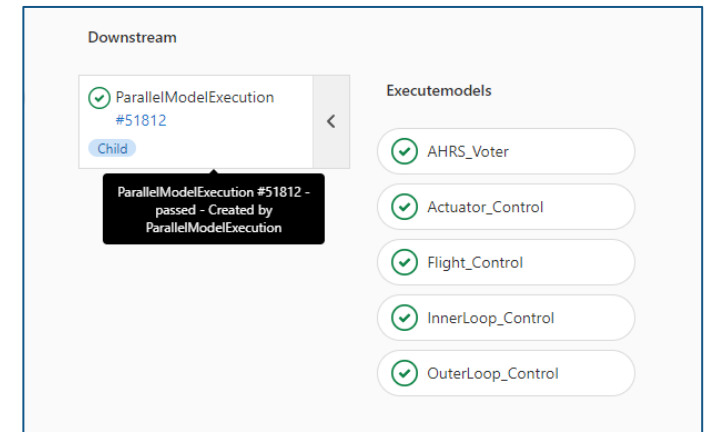 Downstream
ParallelModelExecution
#51812
Child
ParallelModelExecution #51812 -
passed - Created by
ParallelModelExecution
Executemodels
AHRS_Voter
Actuator_Control
Flight_Control
InnerLoop_Control
OuterLoop_Control